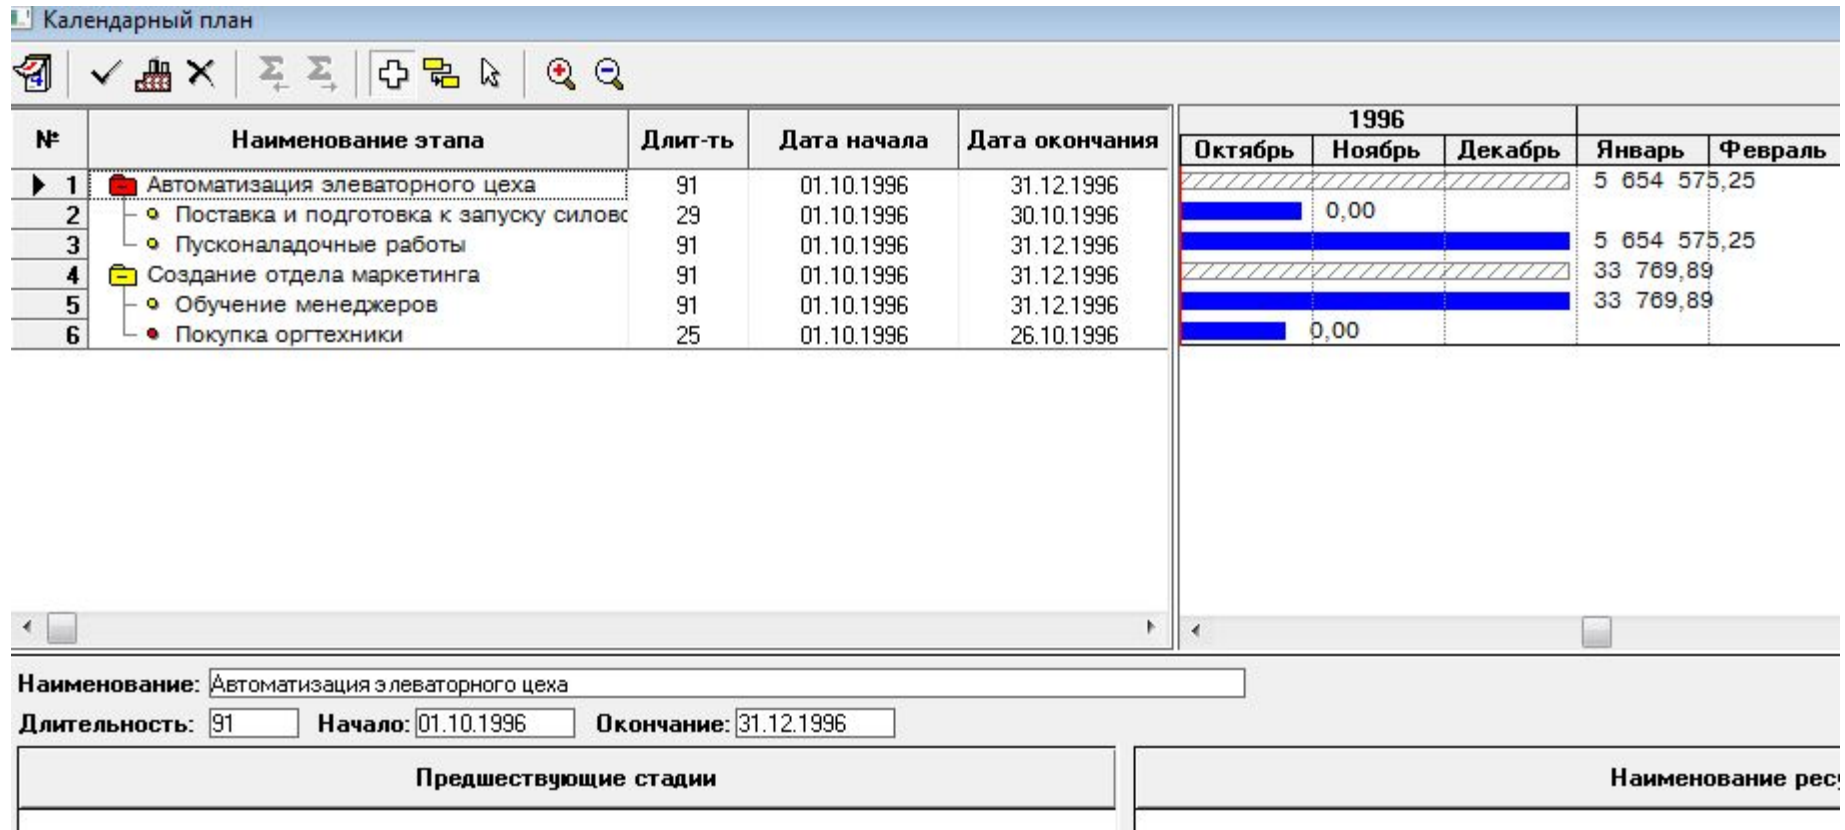 Календарный план
№ Наименование этапа Длит-ть Дата начала Дата окончания
1996
Октябрь Ноябрь Декабрь Январь Февраль
1 Автоматизация элеваторного цеха 91 01.10.1996 31.12.1996 5 654 575,25
2 Поставка и подготовка к запуску силово 29 01.10.1996 30.10.1996 0,00
3 Пусконаладочные работы 91 01.10.1996 31.12.1996 5 654 575,25
4 Создание отдела маркетинга 91 01.10.1996 31.12.1996 33 769,89
5 Обучение менеджеров 91 01.10.1996 31.12.1996 33 769,89
6 Покупка оргтехники 25 01.10.1996 26.10.1996 0,00
Наименование: Автоматизация элеваторного цеха
Длительность: 91 Начало: 01.10.1996 Окончание: 31.12.1996
Предшествующие стадии Наименование ресу